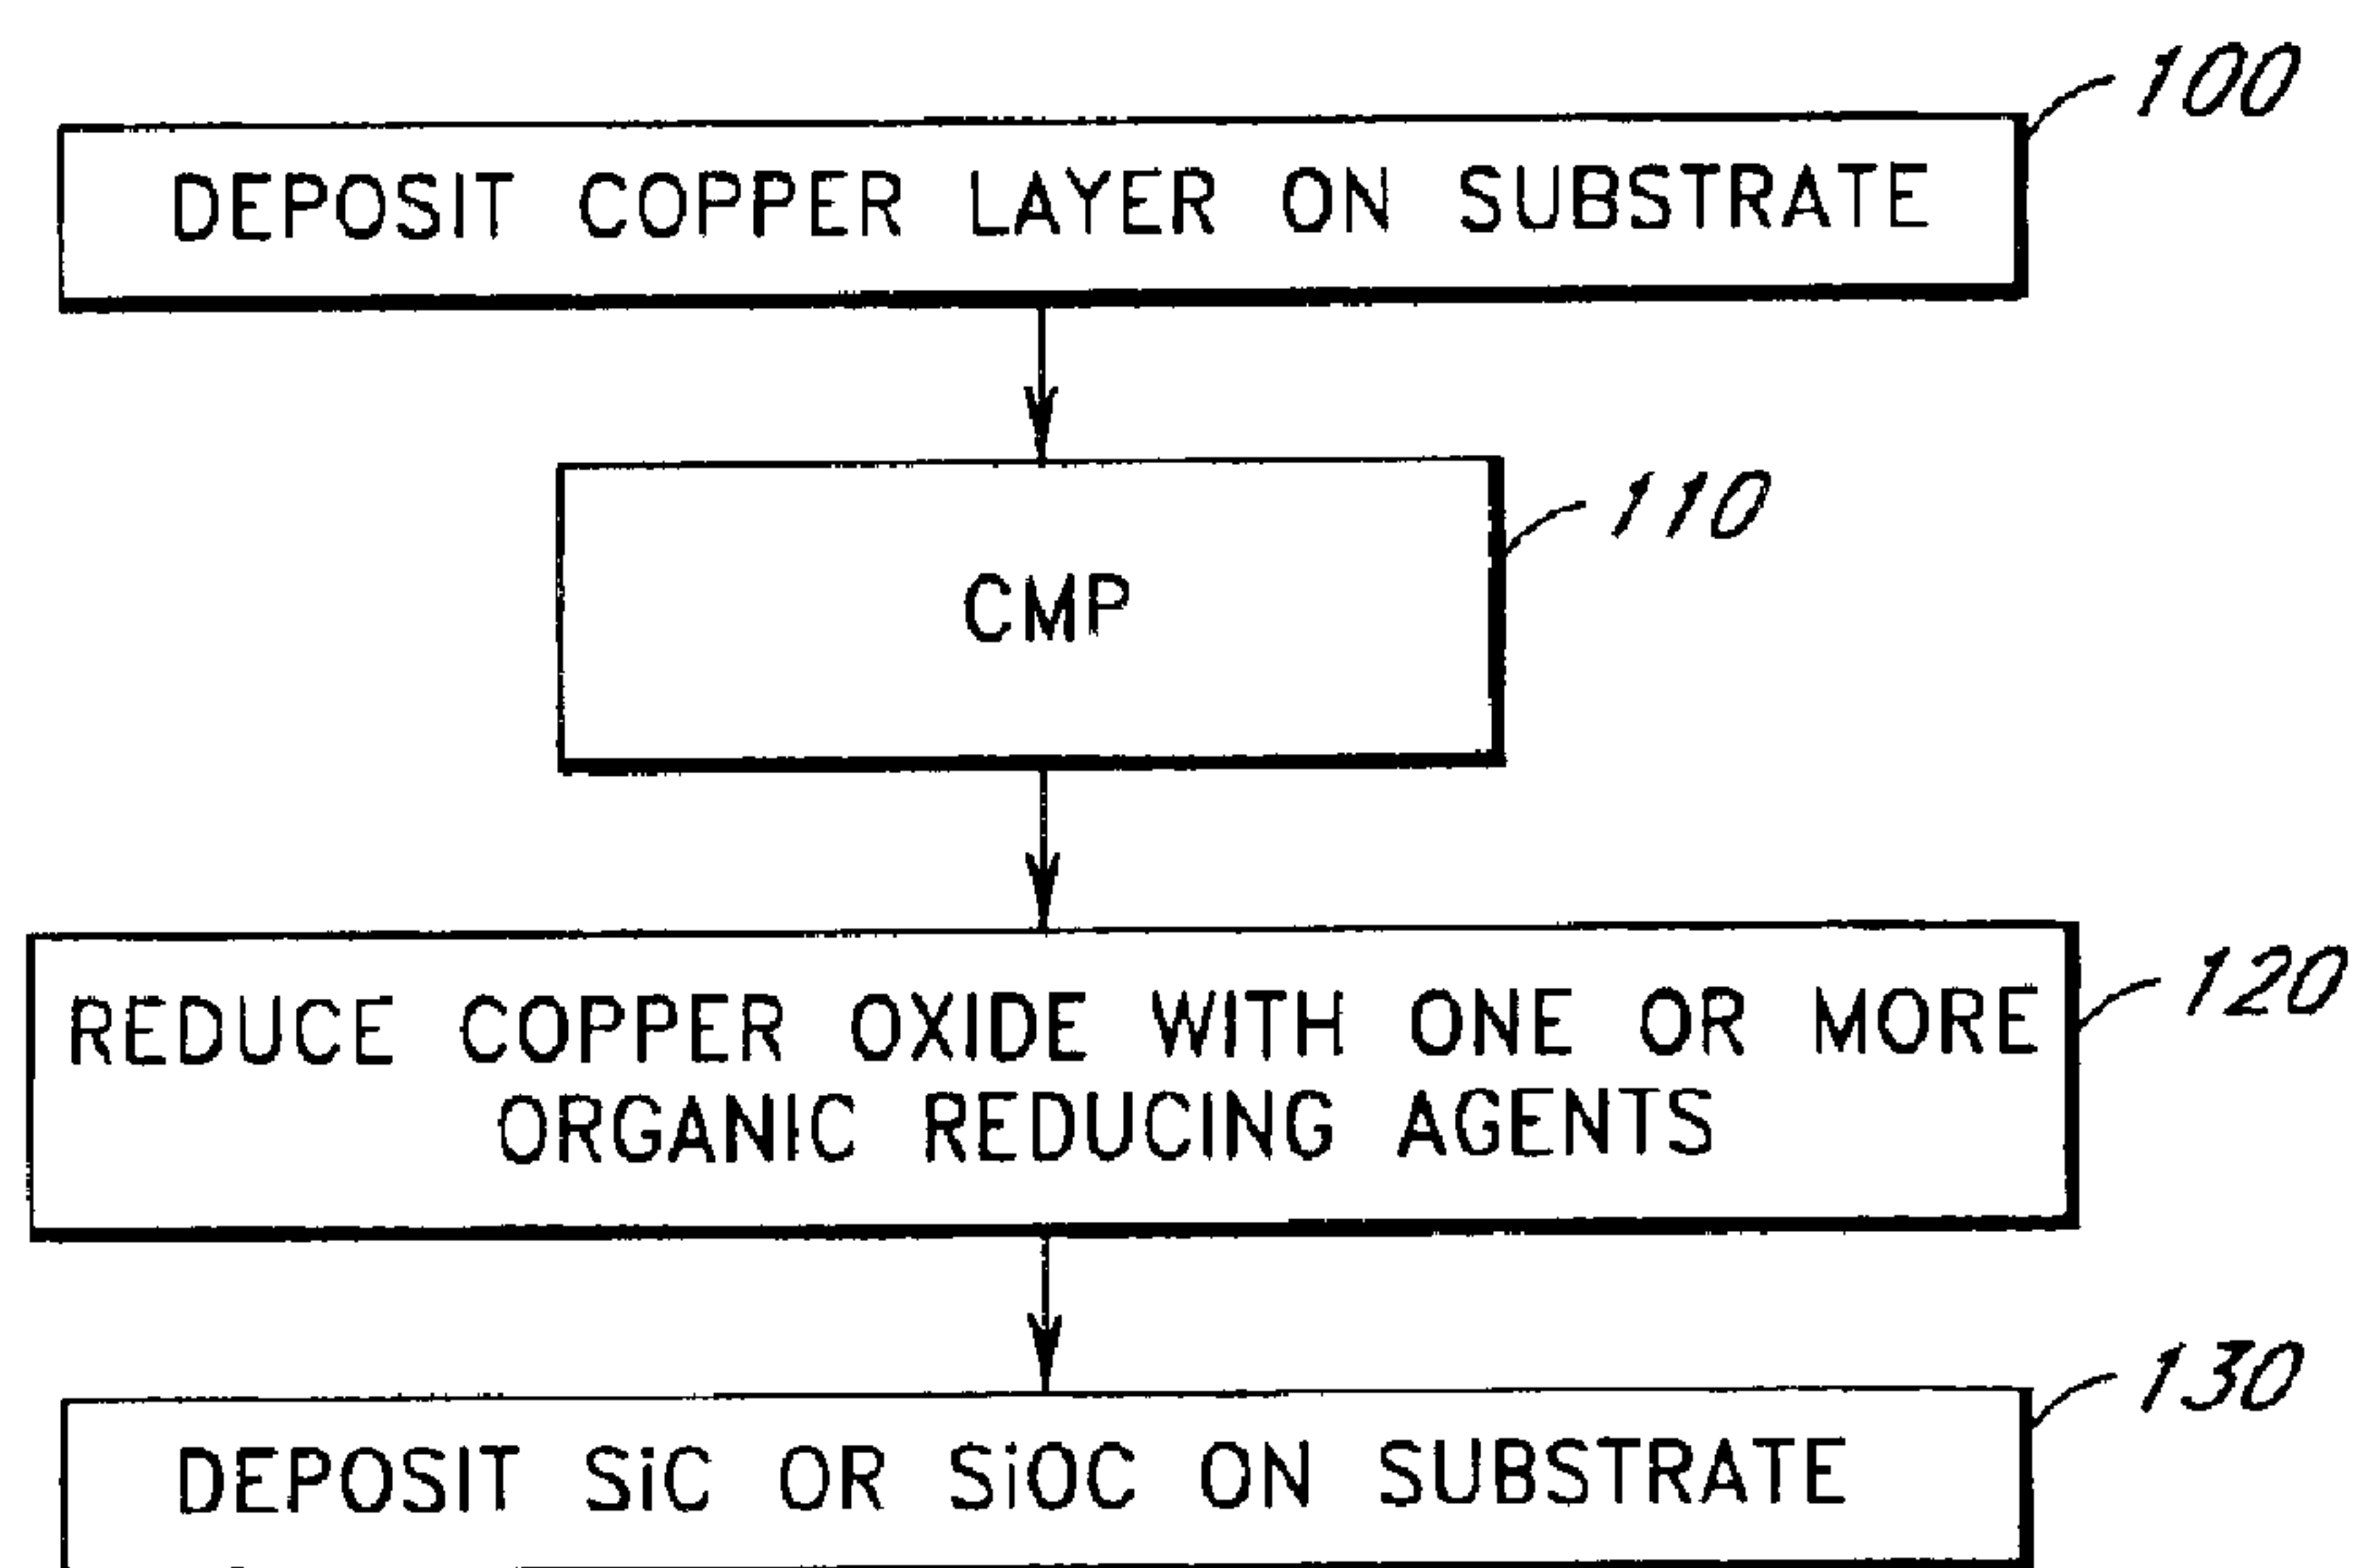 100
DEPOSIT COPPER LAYER ON SUBSTRATE
110
CMP
120
REDUCE COPPER OXIDE WITH ONE OR MORE
ORGANIC REDUCING AGENTS
130
DEPOSIT SiC OR SiOC ON SUBSTRATE